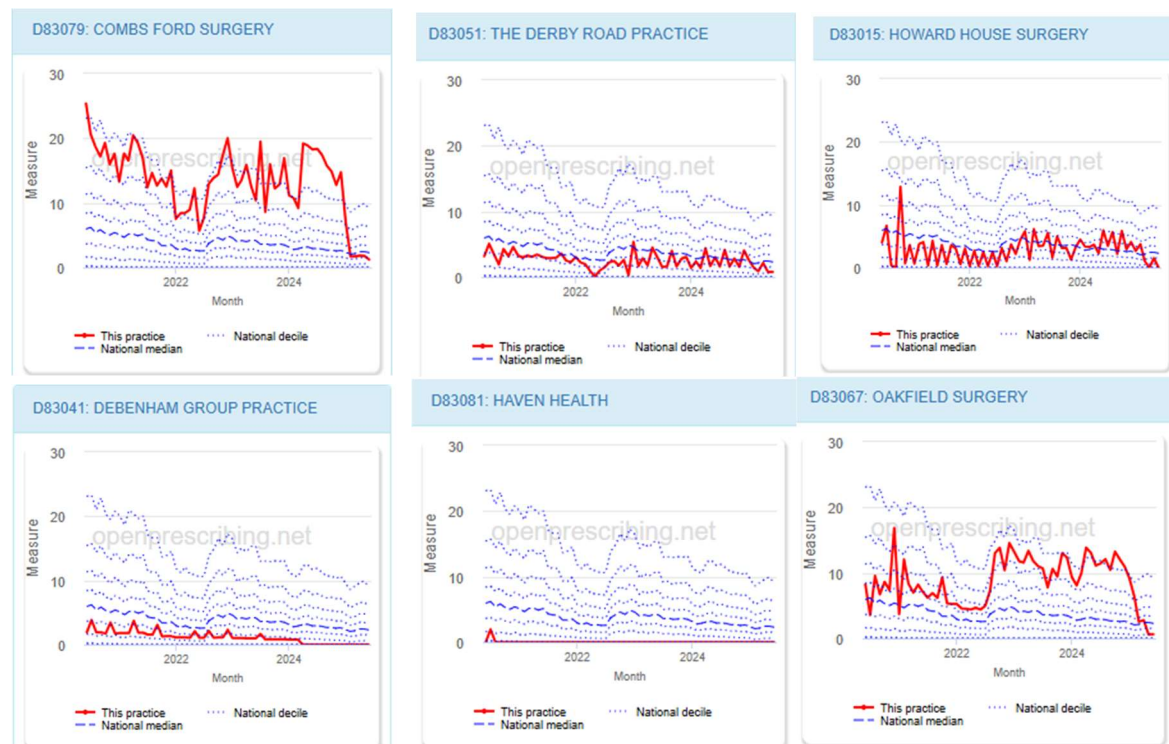 D83079: COMBS FORD SURGERY
30
20
10
0
Measure
openprescribing.net
2022 2024
Month
This practice National decile
National median
D83051: THE DERBY ROAD PRACTICE
30
20
10
0
Measure
openprescribing.net
2022 2024
Month
This practice National decile
National median
D83015: HOWARD HOUSE SURGERY
30
20
10
0
Measure
openprescribing.net
2022 2024
Month
This practice National decile
National median
D83041: DEBENHAM GROUP PRACTICE
30
20
10
0
Measure
openprescribing.net
2022 2024
Month
This practice National decile
National median
D83081: HAVEN HEALTH
30
20
10
0
Measure
openprescribing.net
2022 2024
Month
This practice National decile
National median
D83067: OAKFIELD SURGERY
30
20
10
0
Measure
openprescribing.net
2022 2024
Month
This practice National decile
National median